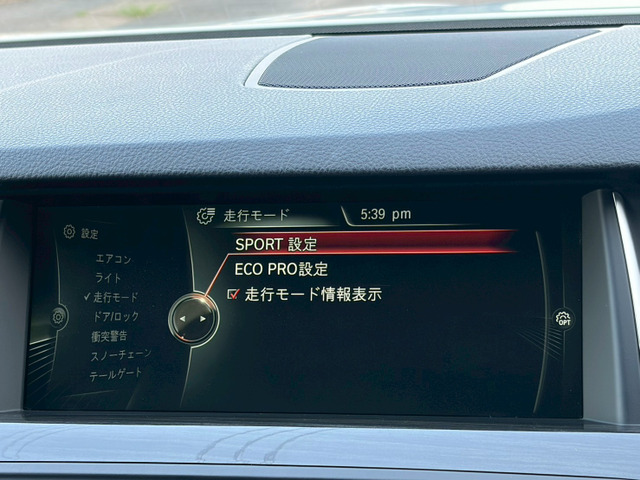 走行モード
5:39 pm
設定
エアコン
ライト
✓走行モード
ドア/ロック
衝突警告
スノーチェーン
テールゲート
SPORT 設定
ECO PRO設定
走行モード情報表示
OPT